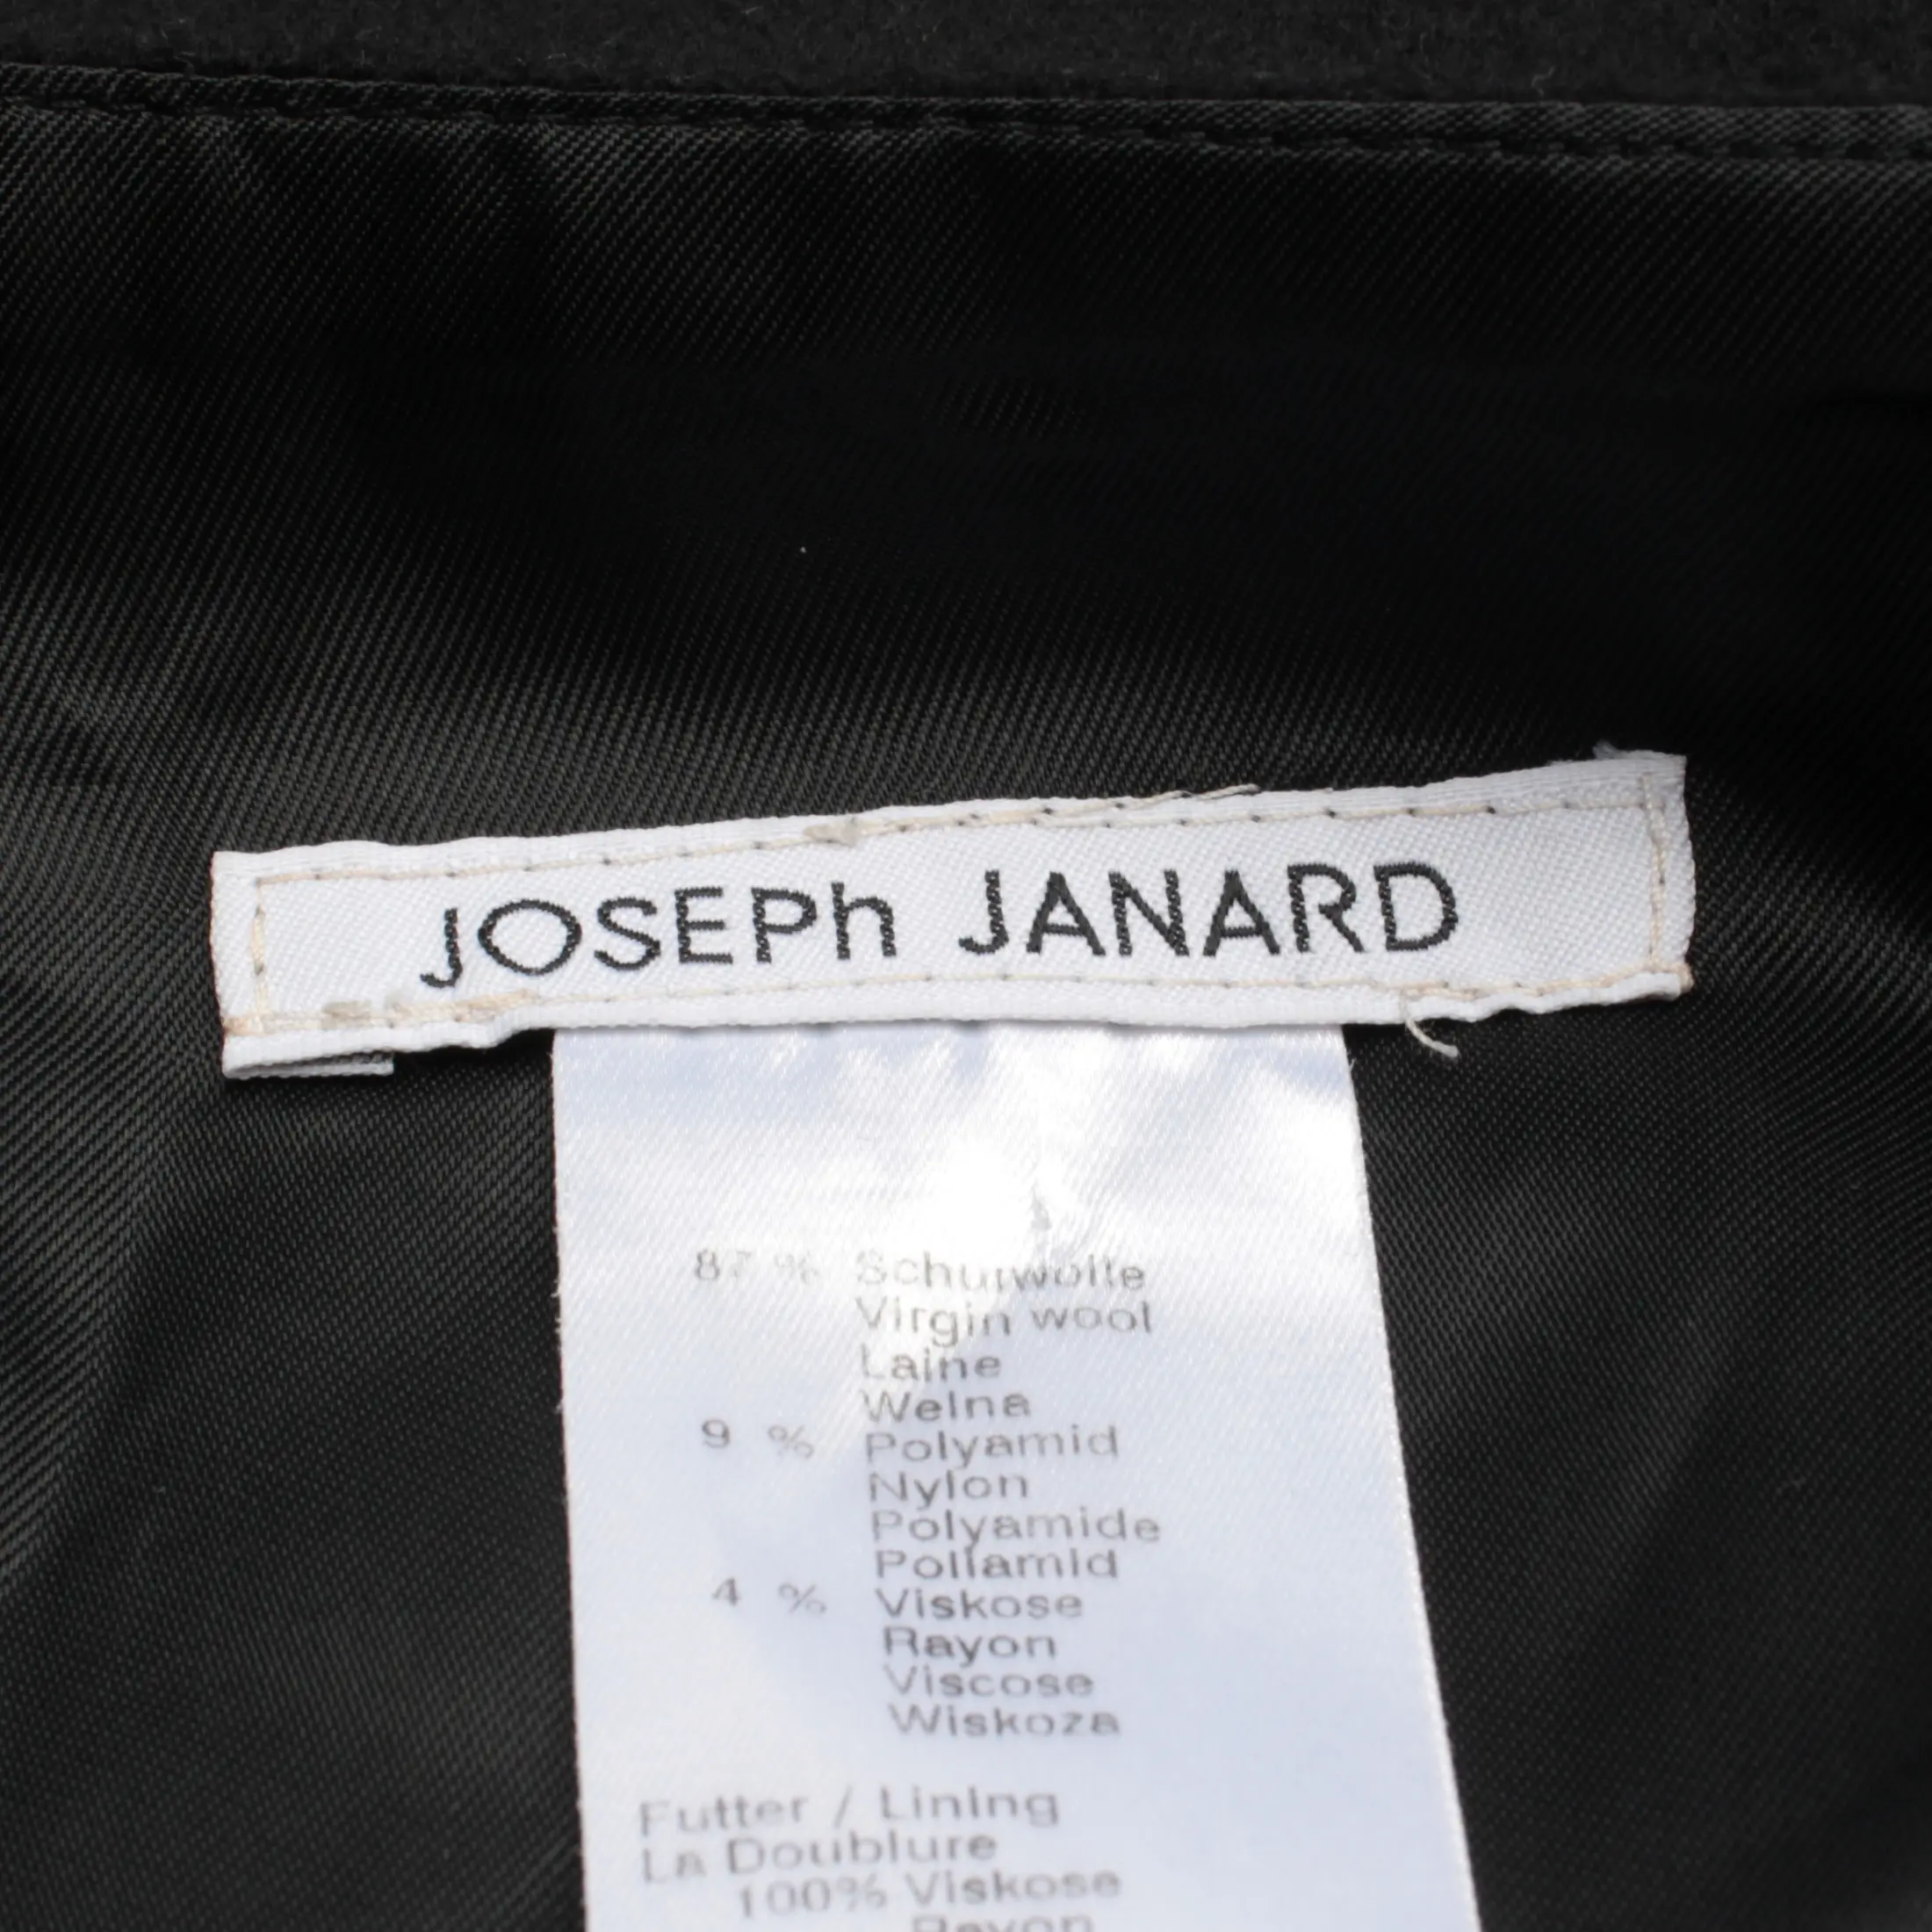 JOSEPh JANARD
87 % Schurwolle
Virgin wool
Laine
Welna
9 % Polyamid
Nylon
Polyamide
Poliamid
4 % Viskose
Rayon
Viscose
Wiskoza
Futter / Lining
La Doublure
100% Viskose
Rayon